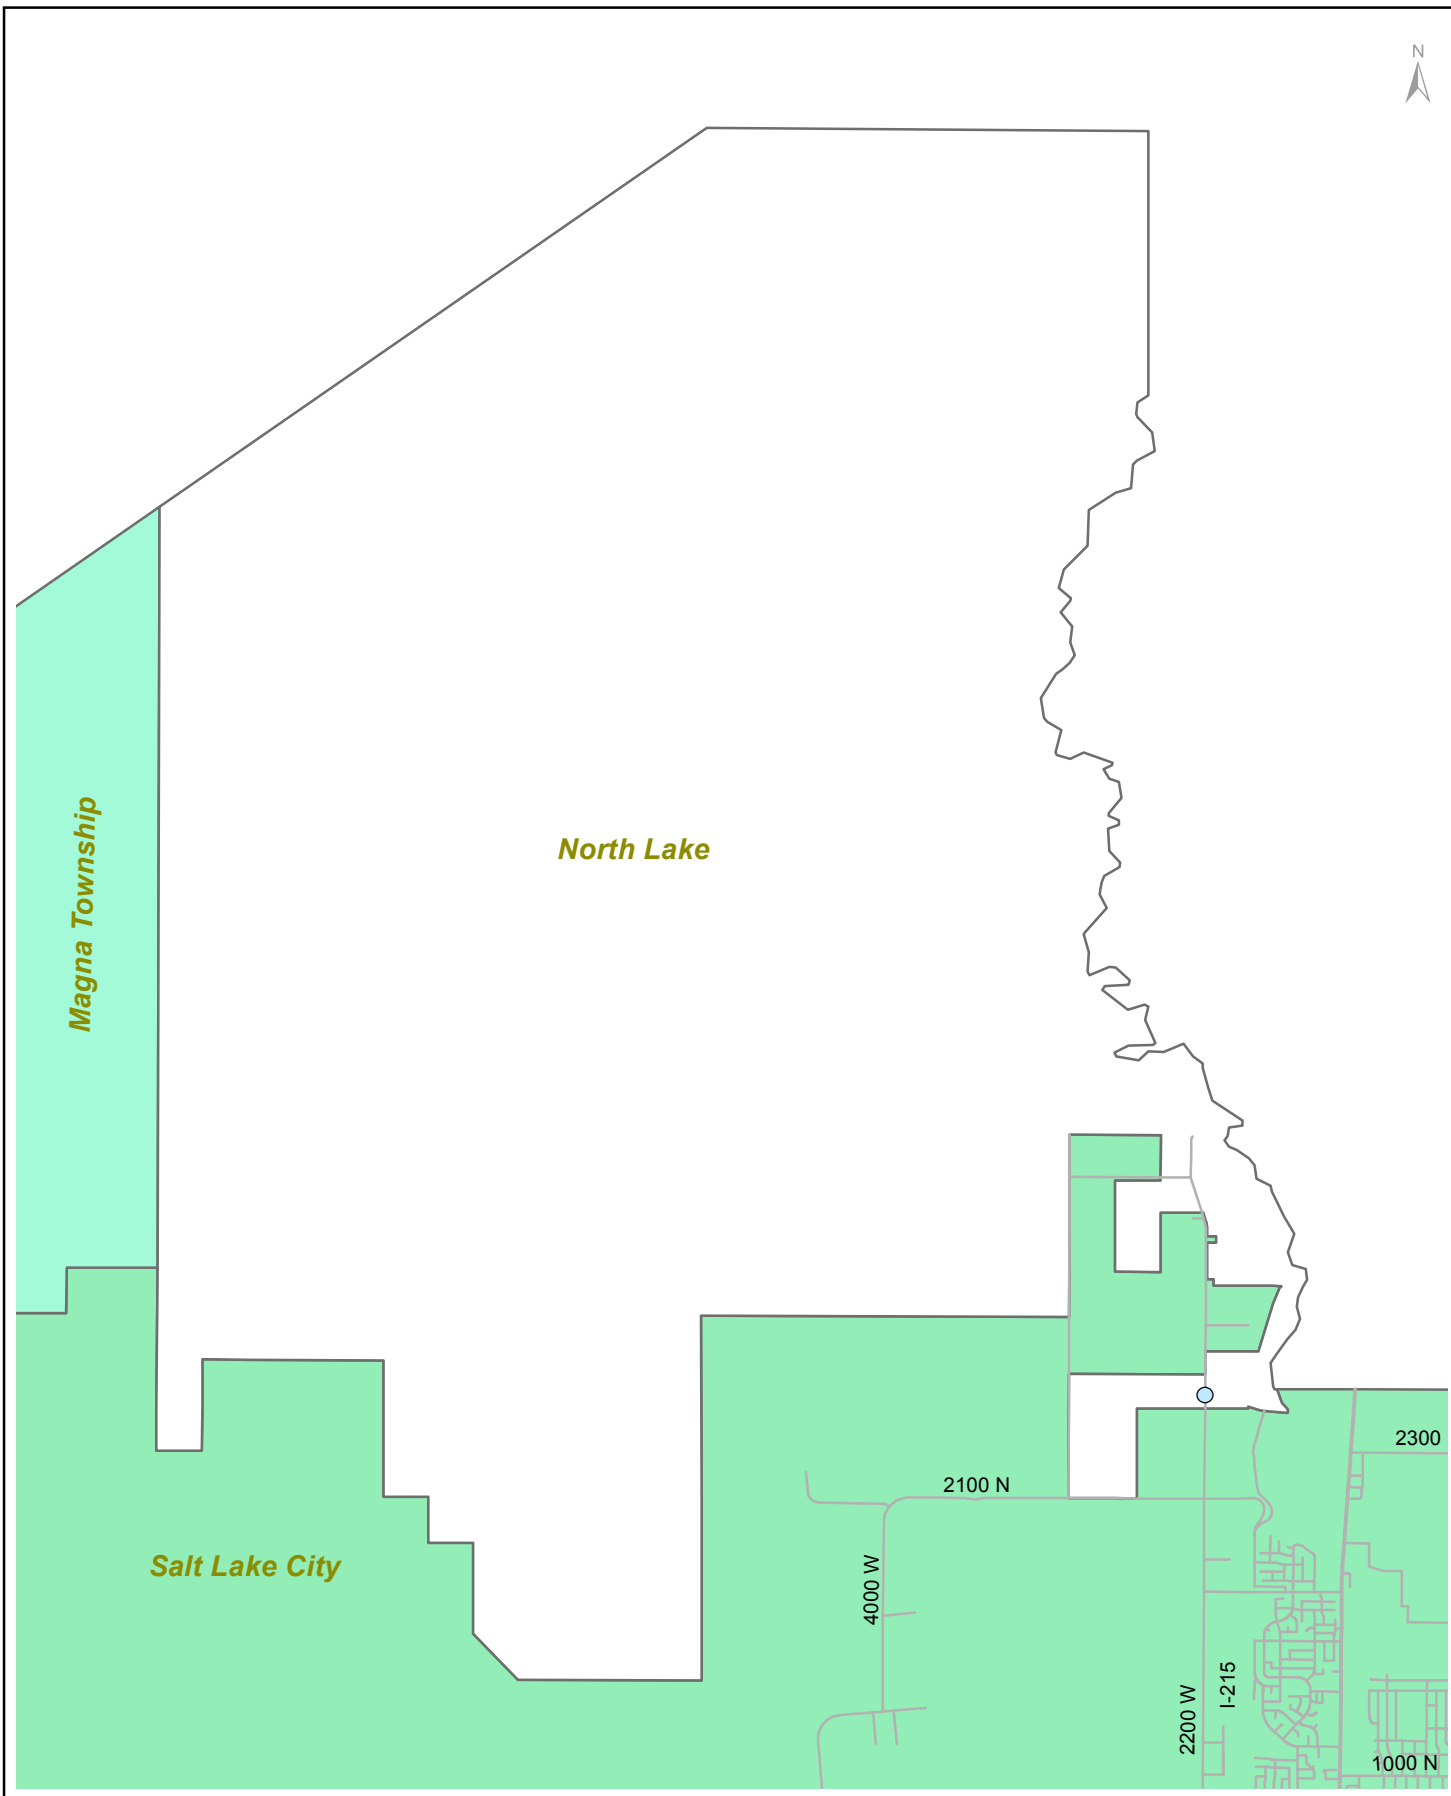 N
North Lake
Magna Township
2300
2100 N
Salt Lake City
4000 W
I-215
2200 W
1000 N